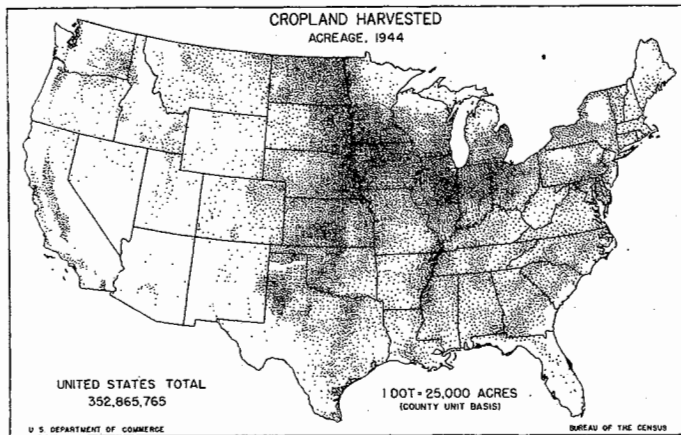 CROPLAND HARVESTED
ACREAGE, 1944
UNITED STATES TOTAL
352,865,765
1 DOT = 25,000 ACRES
(COUNTY UNIT BASIS)
U S DEPARTMENT OF COMMERCE
BUREAU OF THE CENSUS